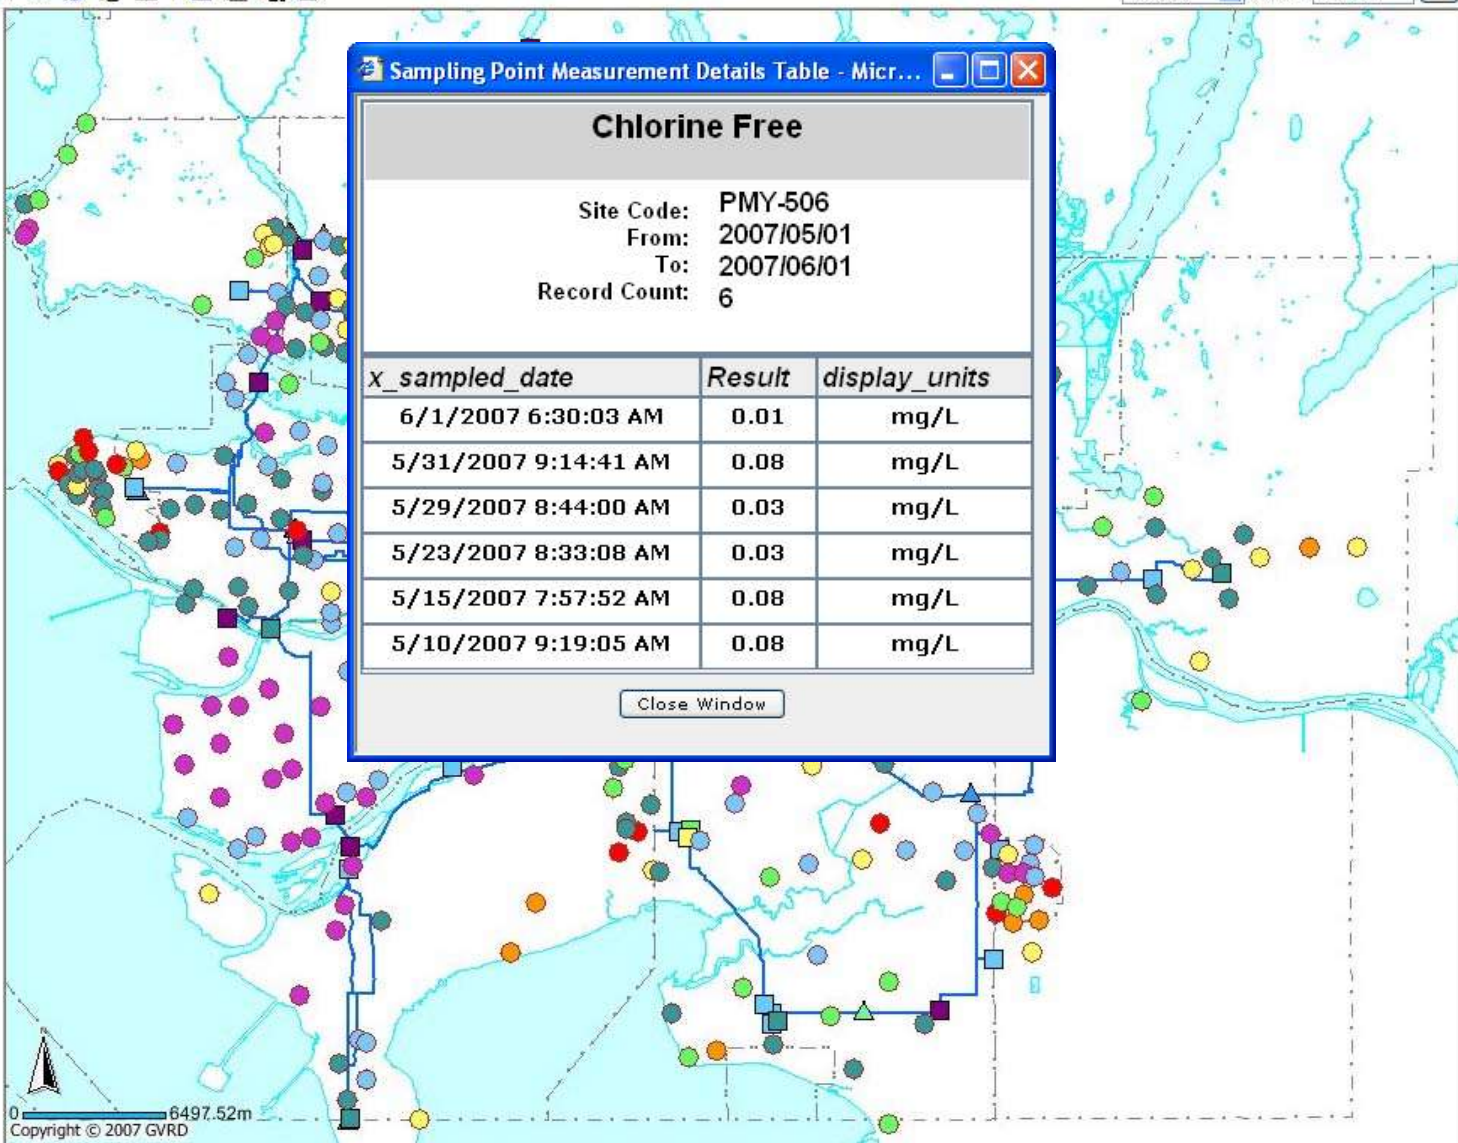 Sampling Point Measurement Details Table - Micr...
Chlorine Free
Site Code: PMY-506
From: 2007/05/01
To: 2007/06/01
Record Count: 6
x_sampled_date Result display_units
6/1/2007 6:30:03 AM 0.01 mg/L
5/31/2007 9:14:41 AM 0.08 mg/L
5/29/2007 8:44:00 AM 0.03 mg/L
5/23/2007 8:33:08 AM 0.03 mg/L
5/15/2007 7:57:52 AM 0.08 mg/L
5/10/2007 9:19:05 AM 0.08 mg/L
Close Window
N
0 6497.52m
Copyright © 2007 GVRD